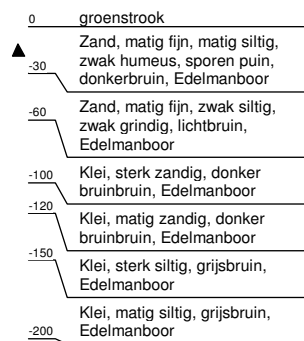 0 groenstrook
Zand, matig fijn, matig siltig,
zwak humeus, sporen puin,
-30 donkerbruin, Edelmanboor
Zand, matig fijn, zwak siltig,
-60 zwak grindig, lichtbruin,
Edelmanboor
Klei, sterk zandig, donker
-100 bruinbruin, Edelmanboor
-120 Klei, matig zandig, donker
bruinbruin, Edelmanboor
-150 Klei, sterk siltig, grijsbruin,
Edelmanboor
Klei, matig siltig, grijsbruin,
-200 Edelmanboor